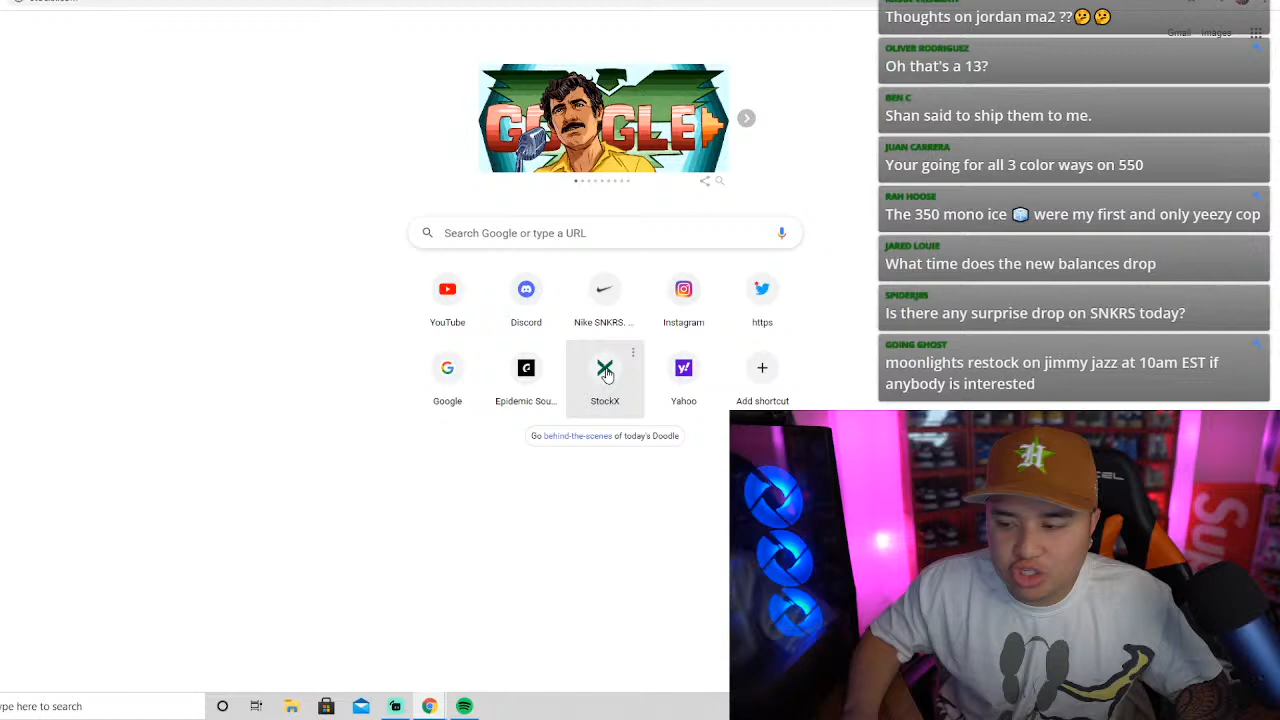 Thoughts on jordan ma2 ??🤔🤔
Gmail Images
OLIVER RODRIGUEZ
Oh that's a 13?
BEN C
Shan said to ship them to me.
JUAN CARRERA
Your going for all 3 color ways on 550
RAH HOOSE
The 350 mono ice 🧊 were my first and only yeezy cop
JARED LOUIE
What time does the new balances drop
SPIDERJ85
Is there any surprise drop on SNKRS today?
GOING GHOST
moonlights restock on jimmy jazz at 10am EST if
anybody is interested
GOOGLE
Search Google or type a URL
YouTube
Discord
Nike SNKRS. ...
Instagram
https
Google
Epidemic Sou...
StockX
Yahoo
Add shortcut
Go behind-the-scenes of today's Doodle
H
Sup
ype here to search